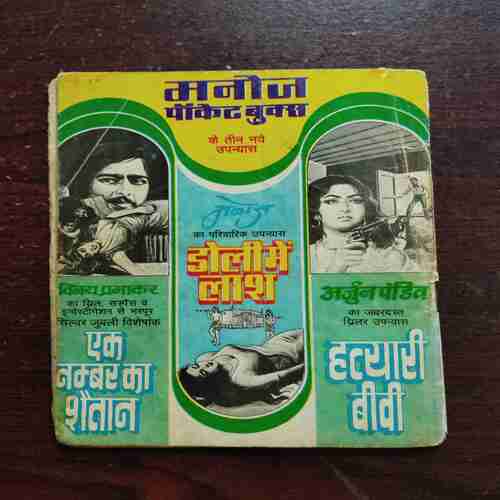 मनोज
पॉकेट बुक्स
के तीन नये
उपन्यास
का परिवारिक उपन्यास
डोली में
लाश
विनय प्रभाकर
का थ्रिल, सस्पेंस व
इन्वेस्टीगेशन से भरपूर
सिल्वर जुबली विशेषांक
एक
नम्बर का
शैतान
अर्जुन पंडित
का जबरदस्त
थ्रिलर उपन्यास
हत्यारी
बीवी